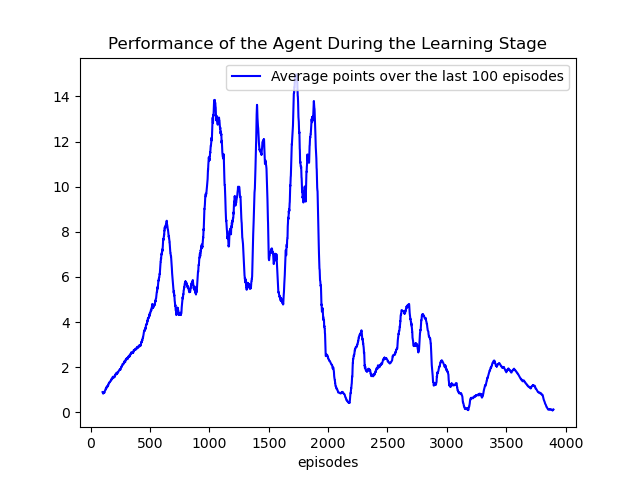 Performance of the Agent During the Learning Stage
Average points over the last 100 episodes
14
12
10
8
6
4
2
0
0 500 1000 1500 2000 2500 3000 3500 4000
episodes